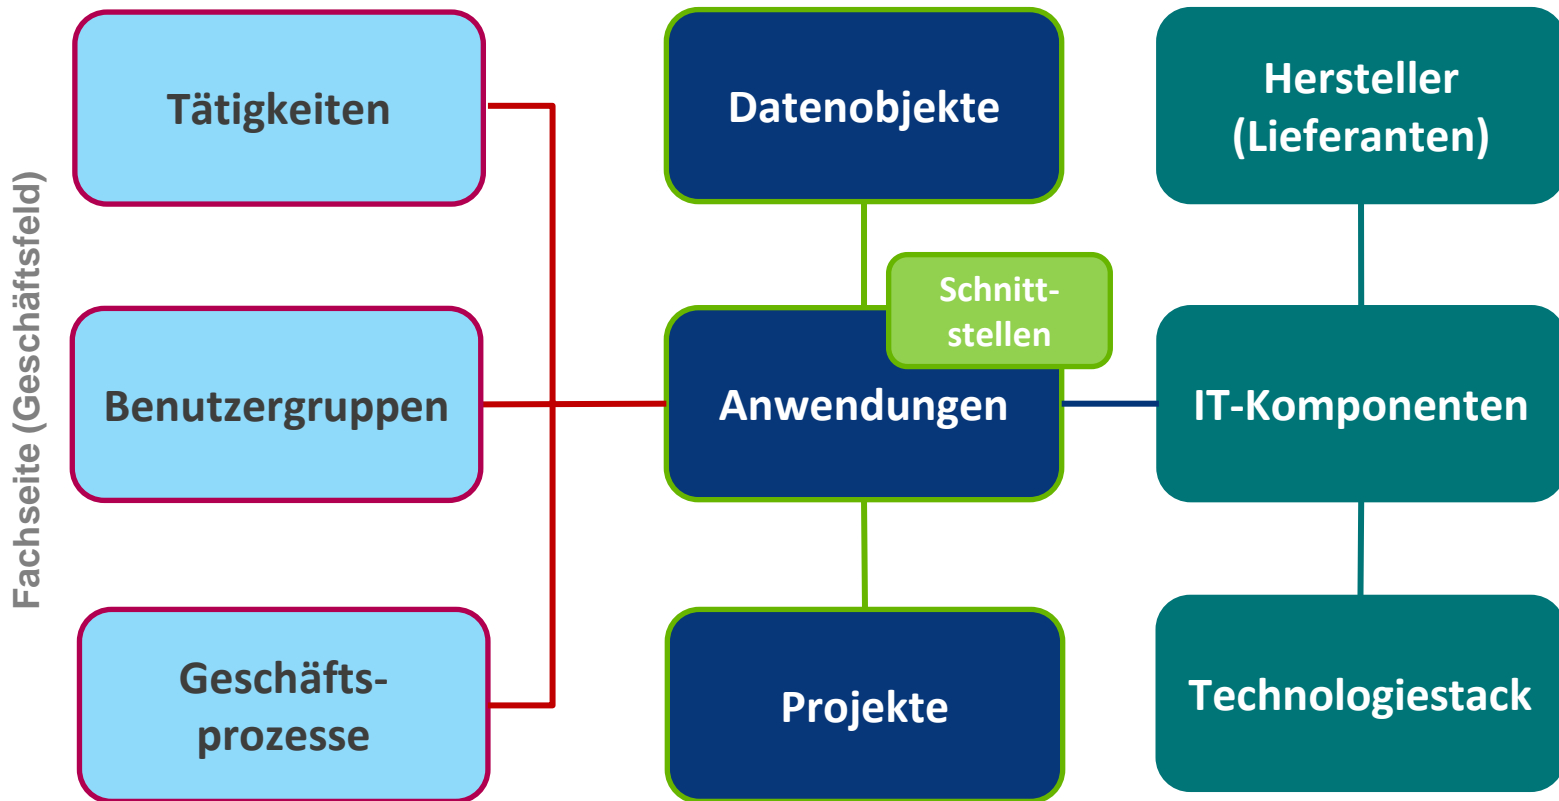 Fachseite (Geschäftsfeld)
Tätigkeiten
Benutzergruppen
Geschäfts-
prozesse
Datenobjekte
Schnitt-
stellen
Anwendungen
Projekte
Hersteller
(Lieferanten)
IT-Komponenten
Technologiestack